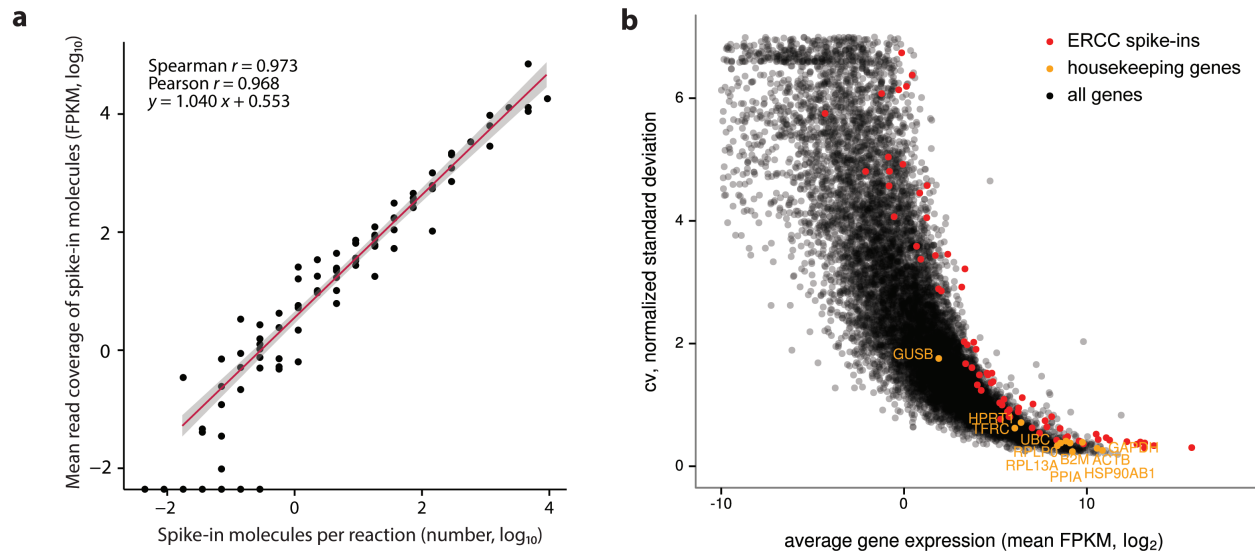 a
Mean read coverage of spike-in molecules (FPKM, log10)
Spearman r = 0.973
Pearson r = 0.968
y = 1.040 x + 0.553
4
2
0
−2
−2
0
2
4
Spike-in molecules per reaction (number, log10)
b
cv, normalized standard deviation
ERCC spike-ins
housekeeping genes
all genes
6
4
2
0
GUSB
HPRT1
TFRC
UBC
GAPDH
RPLP0
RPL13A
B2M
ACTB
PPIA
HSP90AB1
-10
0
10
average gene expression (mean FPKM, log2)